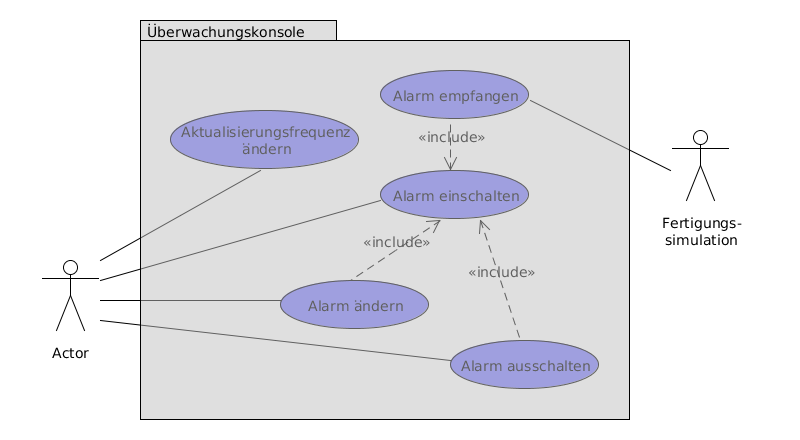 Überwachungskonsole
Alarm empfangen
Aktualisierungsfrequenz
ändern
«include»
Alarm einschalten
Fertigungs-
simulation
«include»
«include»
Alarm ändern
Actor
Alarm ausschalten